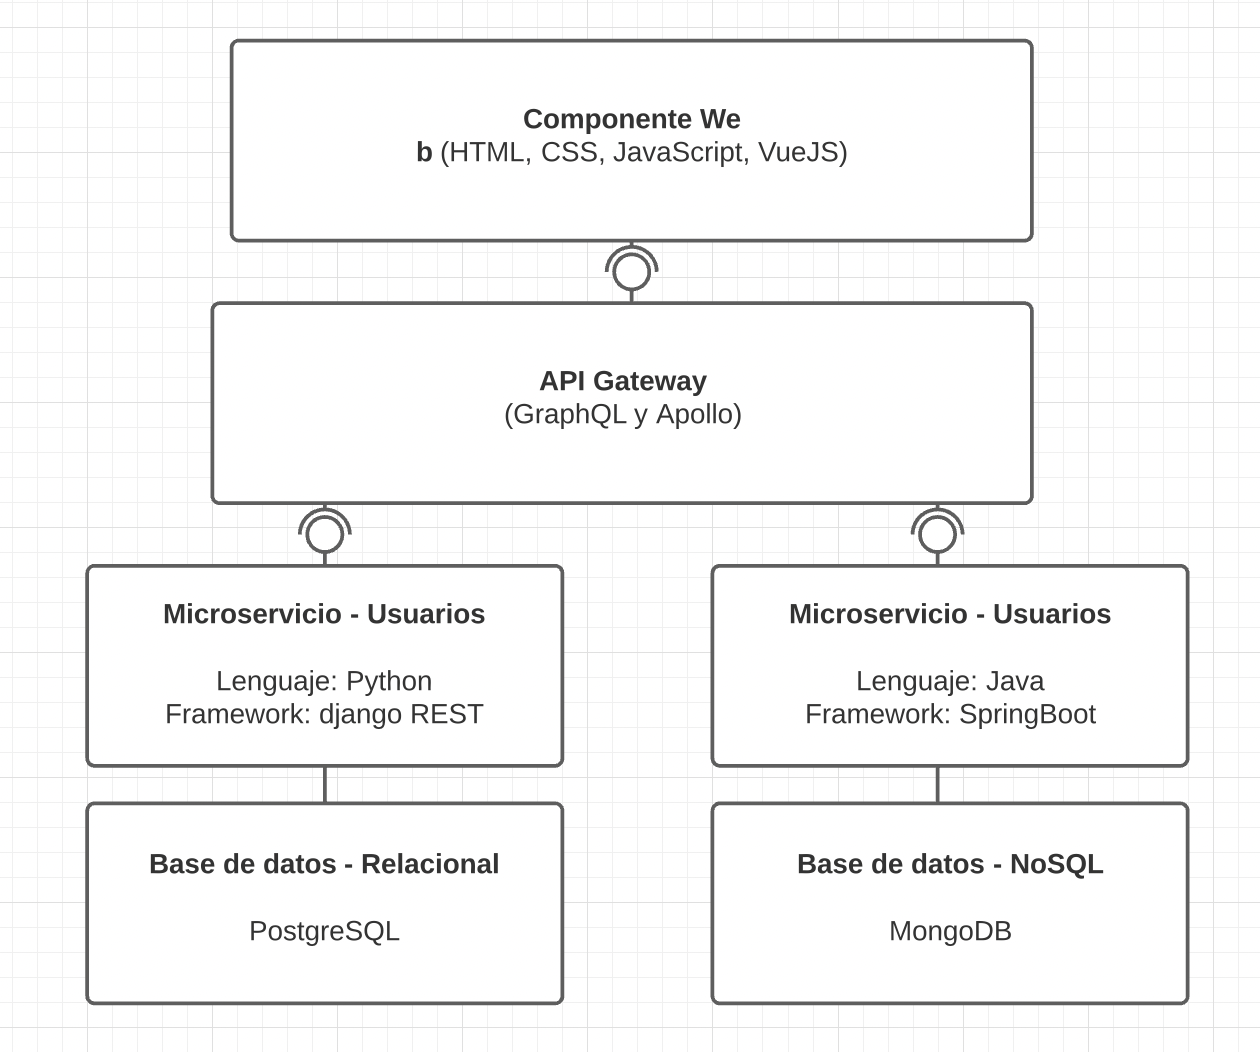 Componente We
b (HTML, CSS, JavaScript, VueJS)
API Gateway
(GraphQL y Apollo)
Microservicio - Usuarios
Lenguaje: Python
Framework: django REST
Microservicio - Usuarios
Lenguaje: Java
Framework: SpringBoot
Base de datos - Relacional
PostgreSQL
Base de datos - NoSQL
MongoDB